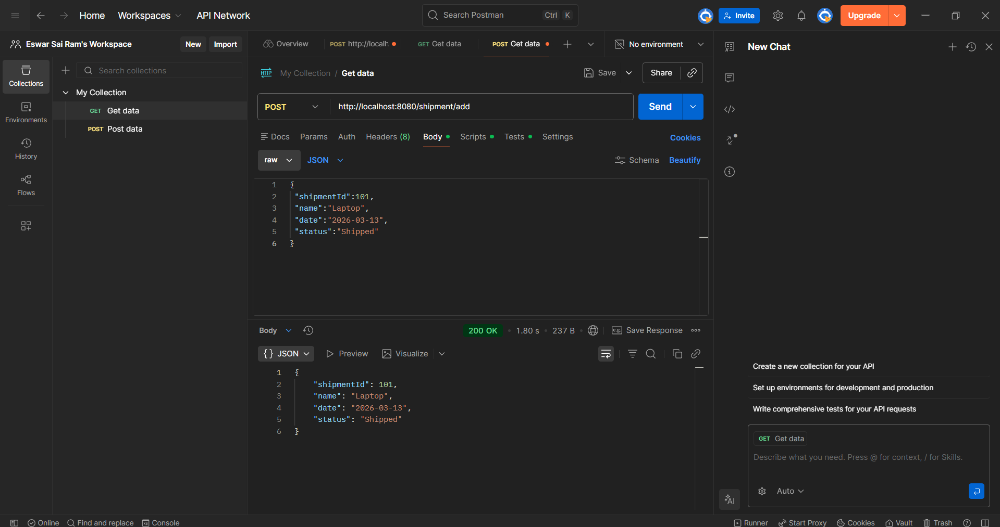 Home Workspaces API Network Search Postman Ctrl K Invite Upgrade
Eswar Sai Ram's Workspace New Import
Overview POST http://localh GET Get data POST Get data No environment
New Chat
Collections
Search collections
My Collection / Get data Save Share
My Collection
GET Get data
POST http://localhost:8080/shipment/add Send
Environments
POST Post data
Docs Params Auth Headers (8) Body Scripts Tests Settings Cookies
History
raw JSON Schema Beautify
Flows
1 {
2 "shipmentId":101,
3 "name":"Laptop",
4 "date":"2026-03-13",
5 "status":"Shipped"
6 }
Body 200 OK • 1.80 s • 237 B • e.g. Save Response
{} JSON Preview Visualize
1 {
2 "shipmentId": 101,
3 "name": "Laptop",
4 "date": "2026-03-13",
5 "status": "Shipped"
6 }
Create a new collection for your API
Set up environments for development and production
Write comprehensive tests for your API requests
GET Get data
Describe what you need. Press @ for context, / for Skills.
Auto
AI
Online Find and replace Console Runner Start Proxy Cookies Vault Trash